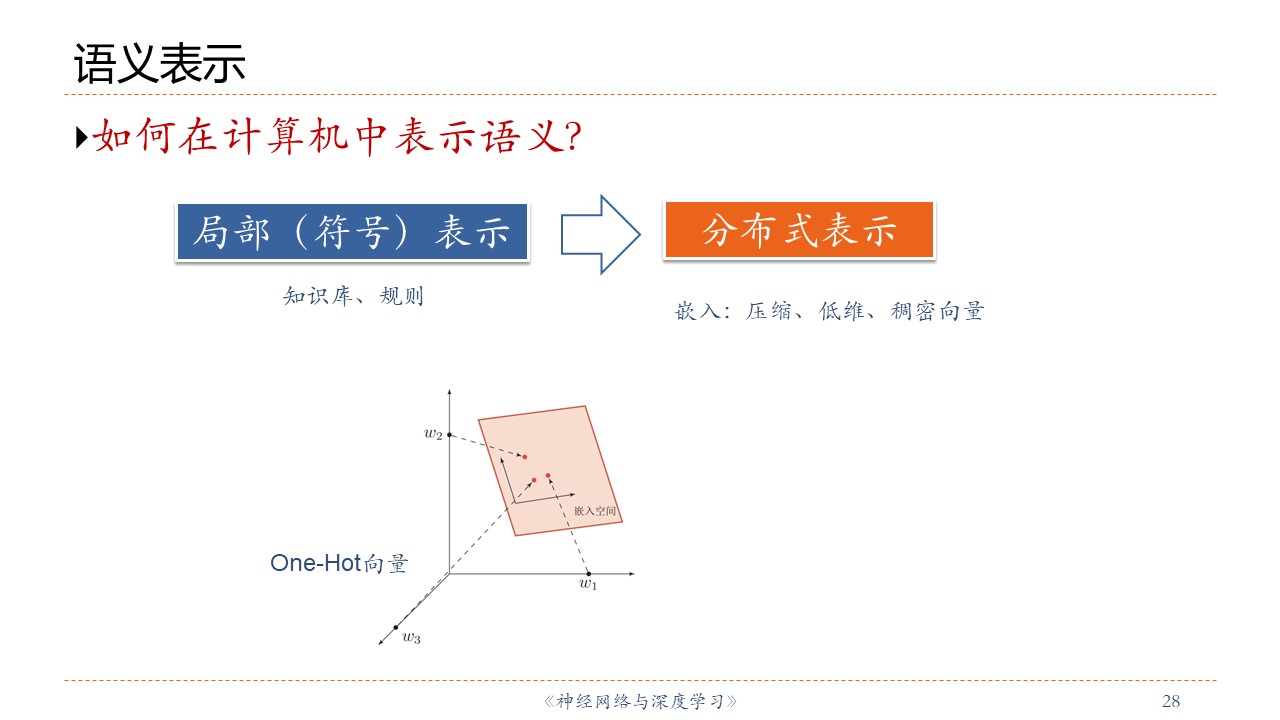 语义表示
如何在计算机中表示语义?
局部（符号）表示
分布式表示
知识库、规则
嵌入：压缩、低维、稠密向量
w2
嵌入空间
One-Hot向量
w1
w3
《神经网络与深度学习》
28